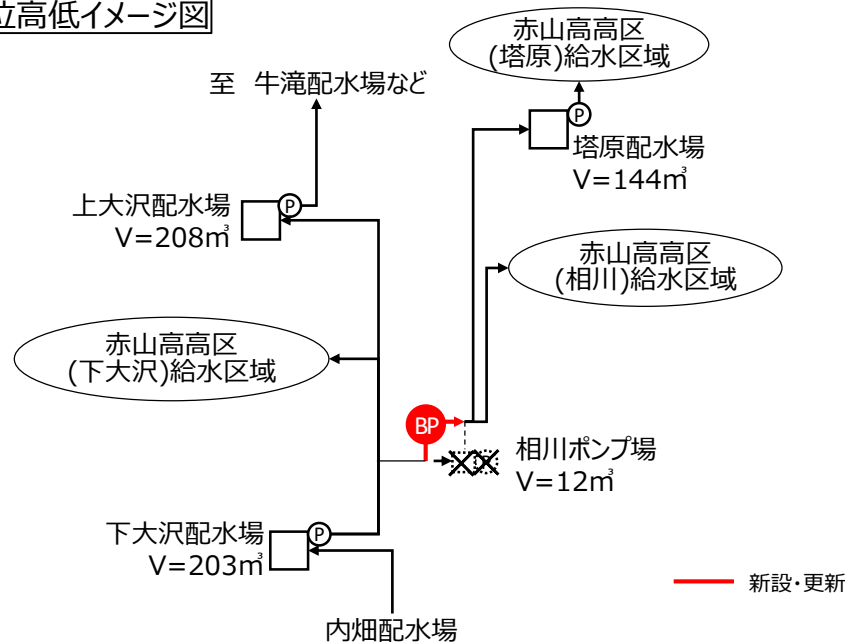 立高低イメージ図
赤山高高区
(塔原)給水区域
至 牛滝配水場など
P
塔原配水場
V=144㎥
上大沢配水場
V=208㎥
P
赤山高高区
(相川)給水区域
赤山高高区
(下大沢)給水区域
BP
相川ポンプ場
V=12㎥
下大沢配水場
V=203㎥
P
内畑配水場
新設・更新